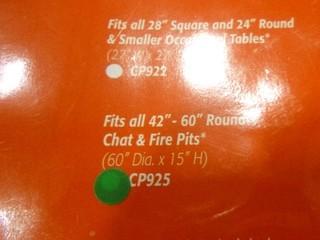 Fits all 28″ Square and 24″ Round
& Smaller Tables*
CP922
Fits all 42″- 60″ Round
Chat & Fire Pits*
(60″ Dia. x 15″ H)
CP925